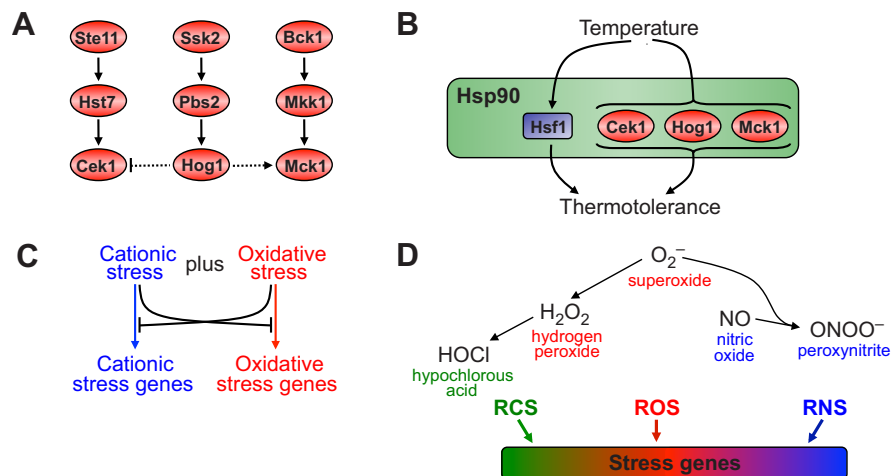 A
Ste11
Ssk2
Bck1
Hst7
Pbs2
Mkk1
Cek1
Hog1
Mck1
B
Temperature
Hsp90
Hsf1
Cek1
Hog1
Mck1
Thermotolerance
C
Cationic
stress
plus
Oxidative
stress
Cationic
stress genes
Oxidative
stress genes
D
O₂⁻
superoxide
H₂O₂
hydrogen
peroxide
HOCl
hypochlorous
acid
NO
nitric
oxide
ONOO⁻
peroxynitrite
RCS
ROS
RNS
Stress genes